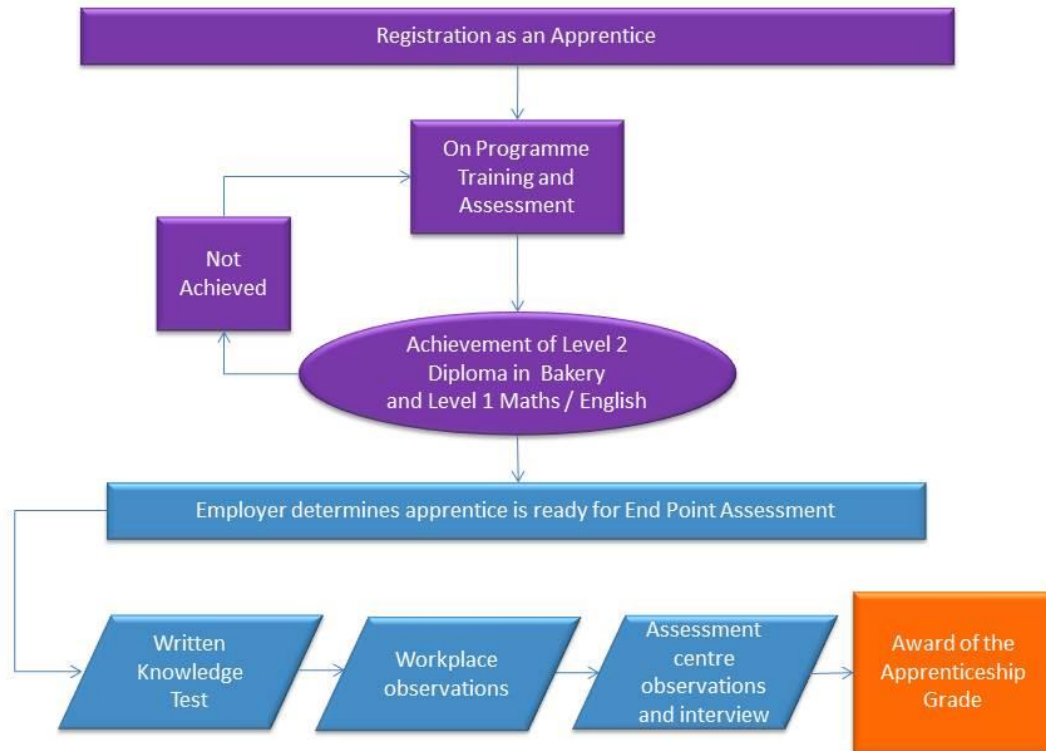 Registration as an Apprentice
On Programme
Training and
Assessment
Not
Achieved
Achievement of Level 2
Diploma in Bakery
and Level 1 Maths / English
Employer determines apprentice is ready for End Point Assessment
Written
Knowledge
Test
Workplace
observations
Assessment
centre
observations
and interview
Award of the
Apprenticeship
Grade